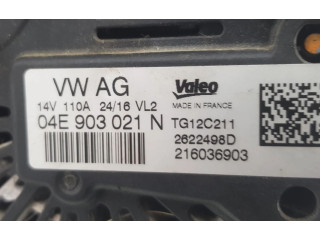 VW AG
14V 110A 24/16 VL2
04E 903 021 N
Valeo
MADE IN FRANCE
TG12C211
2622498D
216036903